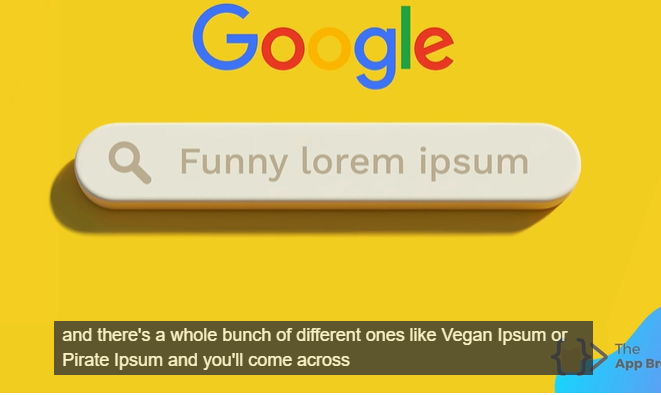 Google
Funny lorem ipsum
and there's a whole bunch of different ones like Vegan Ipsum or
Pirate Ipsum and you'll come across
The
App Br